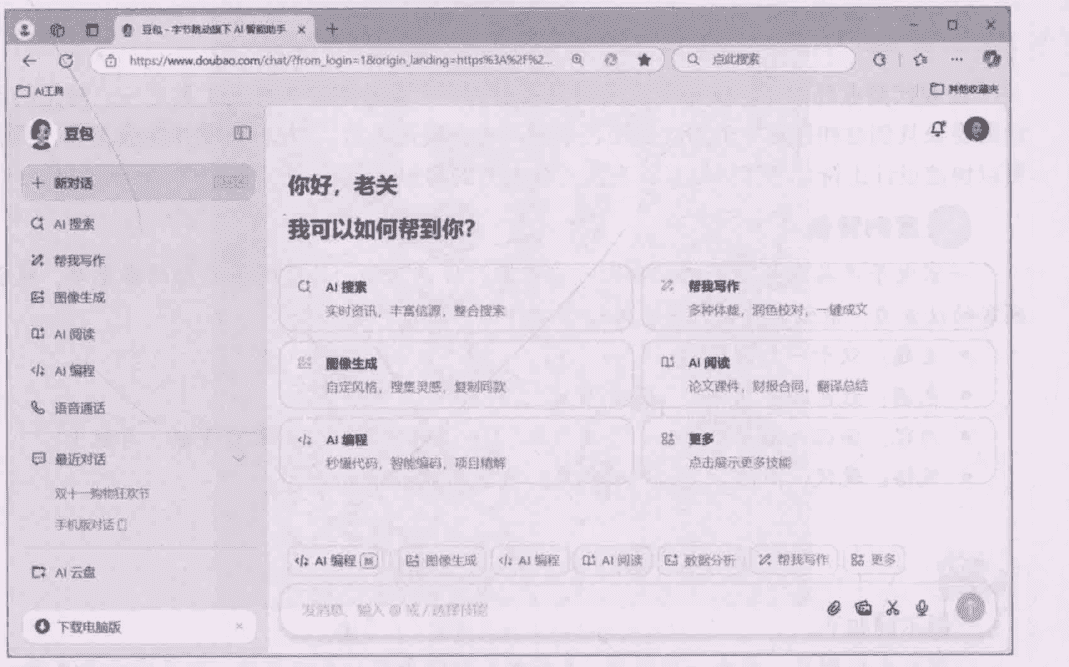 豆包 - 字节跳动旗下 AI 智能助手
https://www.doubao.com/chat/?from_login=1&origin_landing=https%3A%2F%2...
点此搜索
AI工具
其他收藏夹
豆包
新对话
AI 搜索
帮我写作
图像生成
AI 阅读
AI 编程
语音通话
最近对话
双十一购物狂欢节
手机版对话
AI 云盘
下载电脑版
你好，老关
我可以如何帮到你？
AI 搜索
实时资讯，丰富信源，整合搜索
帮我写作
多种体裁，润色校对，一键成文
图像生成
自定风格，搜集灵感，复制同款
AI 阅读
论文课件，财报合同，翻译总结
AI 编程
秒懂代码，智能编码，项目精解
更多
点击展示更多技能
AI 编程 新 图像生成 AI 编程 AI 阅读 数据分析 帮我写作 更多
发消息、输入 @ 或 / 选择技能